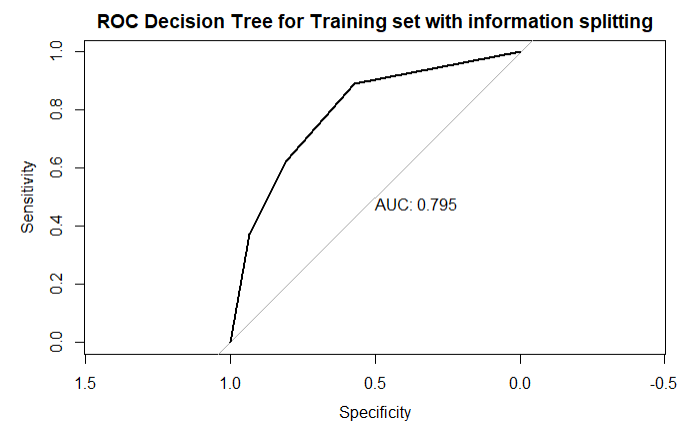 ROC Decision Tree for Training set with information splitting
1.0
0.8
0.6
0.4
0.2
0.0
Sensitivity
AUC: 0.795
1.5 1.0 0.5 0.0 -0.5
Specificity